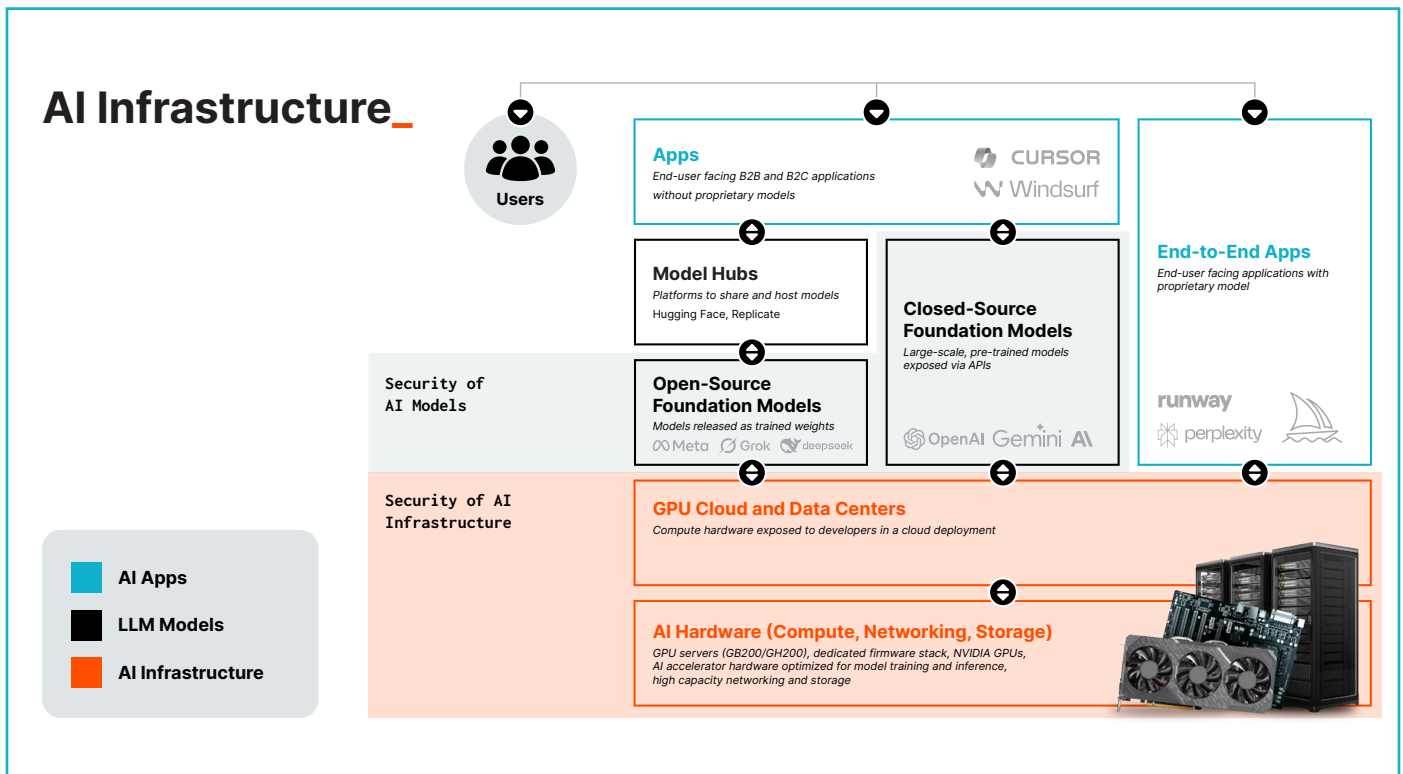 AI Infrastructure_
Users
Apps
End-user facing B2B and B2C applications
without proprietary models
CURSOR
Windsurf
Model Hubs
Platforms to share and host models
Hugging Face, Replicate
Closed-Source
Foundation Models
Large-scale, pre-trained models
exposed via APIs
OpenAI Gemini AI
End-to-End Apps
End-user facing applications with
proprietary model
runway
perplexity
Security of
AI Models
Open-Source
Foundation Models
Models released as trained weights
Meta Grok deepseek
Security of AI
Infrastructure
GPU Cloud and Data Centers
Compute hardware exposed to developers in a cloud deployment
AI Hardware (Compute, Networking, Storage)
GPU servers (GB200/GH200), dedicated firmware stack, NVIDIA GPUs,
AI accelerator hardware optimized for model training and inference,
high capacity networking and storage
AI Apps
LLM Models
AI Infrastructure